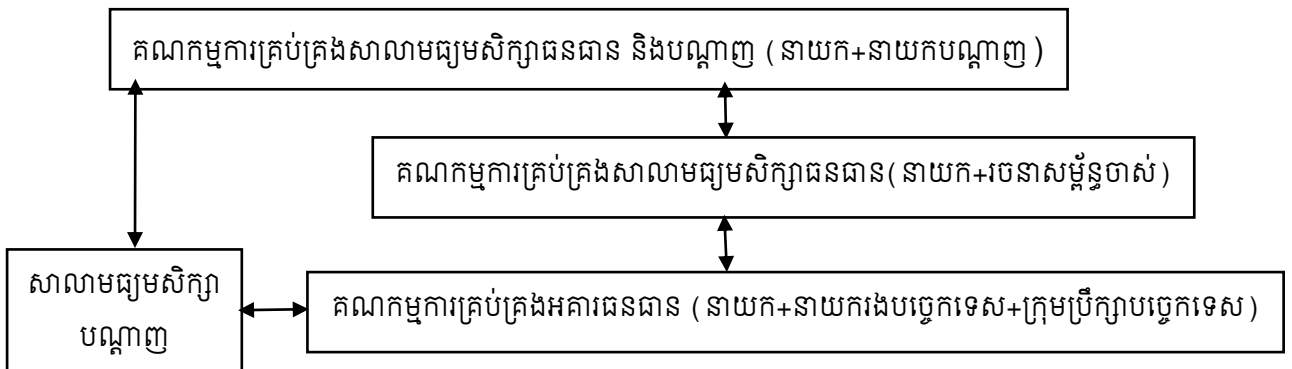 គណកម្មការគ្រប់គ្រងសាលាមធ្យមសិក្សាធនធាន និងបណ្តាញ (នាយក+នាយកបណ្តាញ)
គណកម្មការគ្រប់គ្រងសាលាមធ្យមសិក្សាធនធាន(នាយក+រចនាសម្ព័ន្ធចាស់)
សាលាមធ្យមសិក្សា
បណ្តាញ
គណកម្មការគ្រប់គ្រងអគារធនធាន (នាយក+នាយករងបច្ចេកទេស+ក្រុមប្រឹក្សាបច្ចេកទេស)